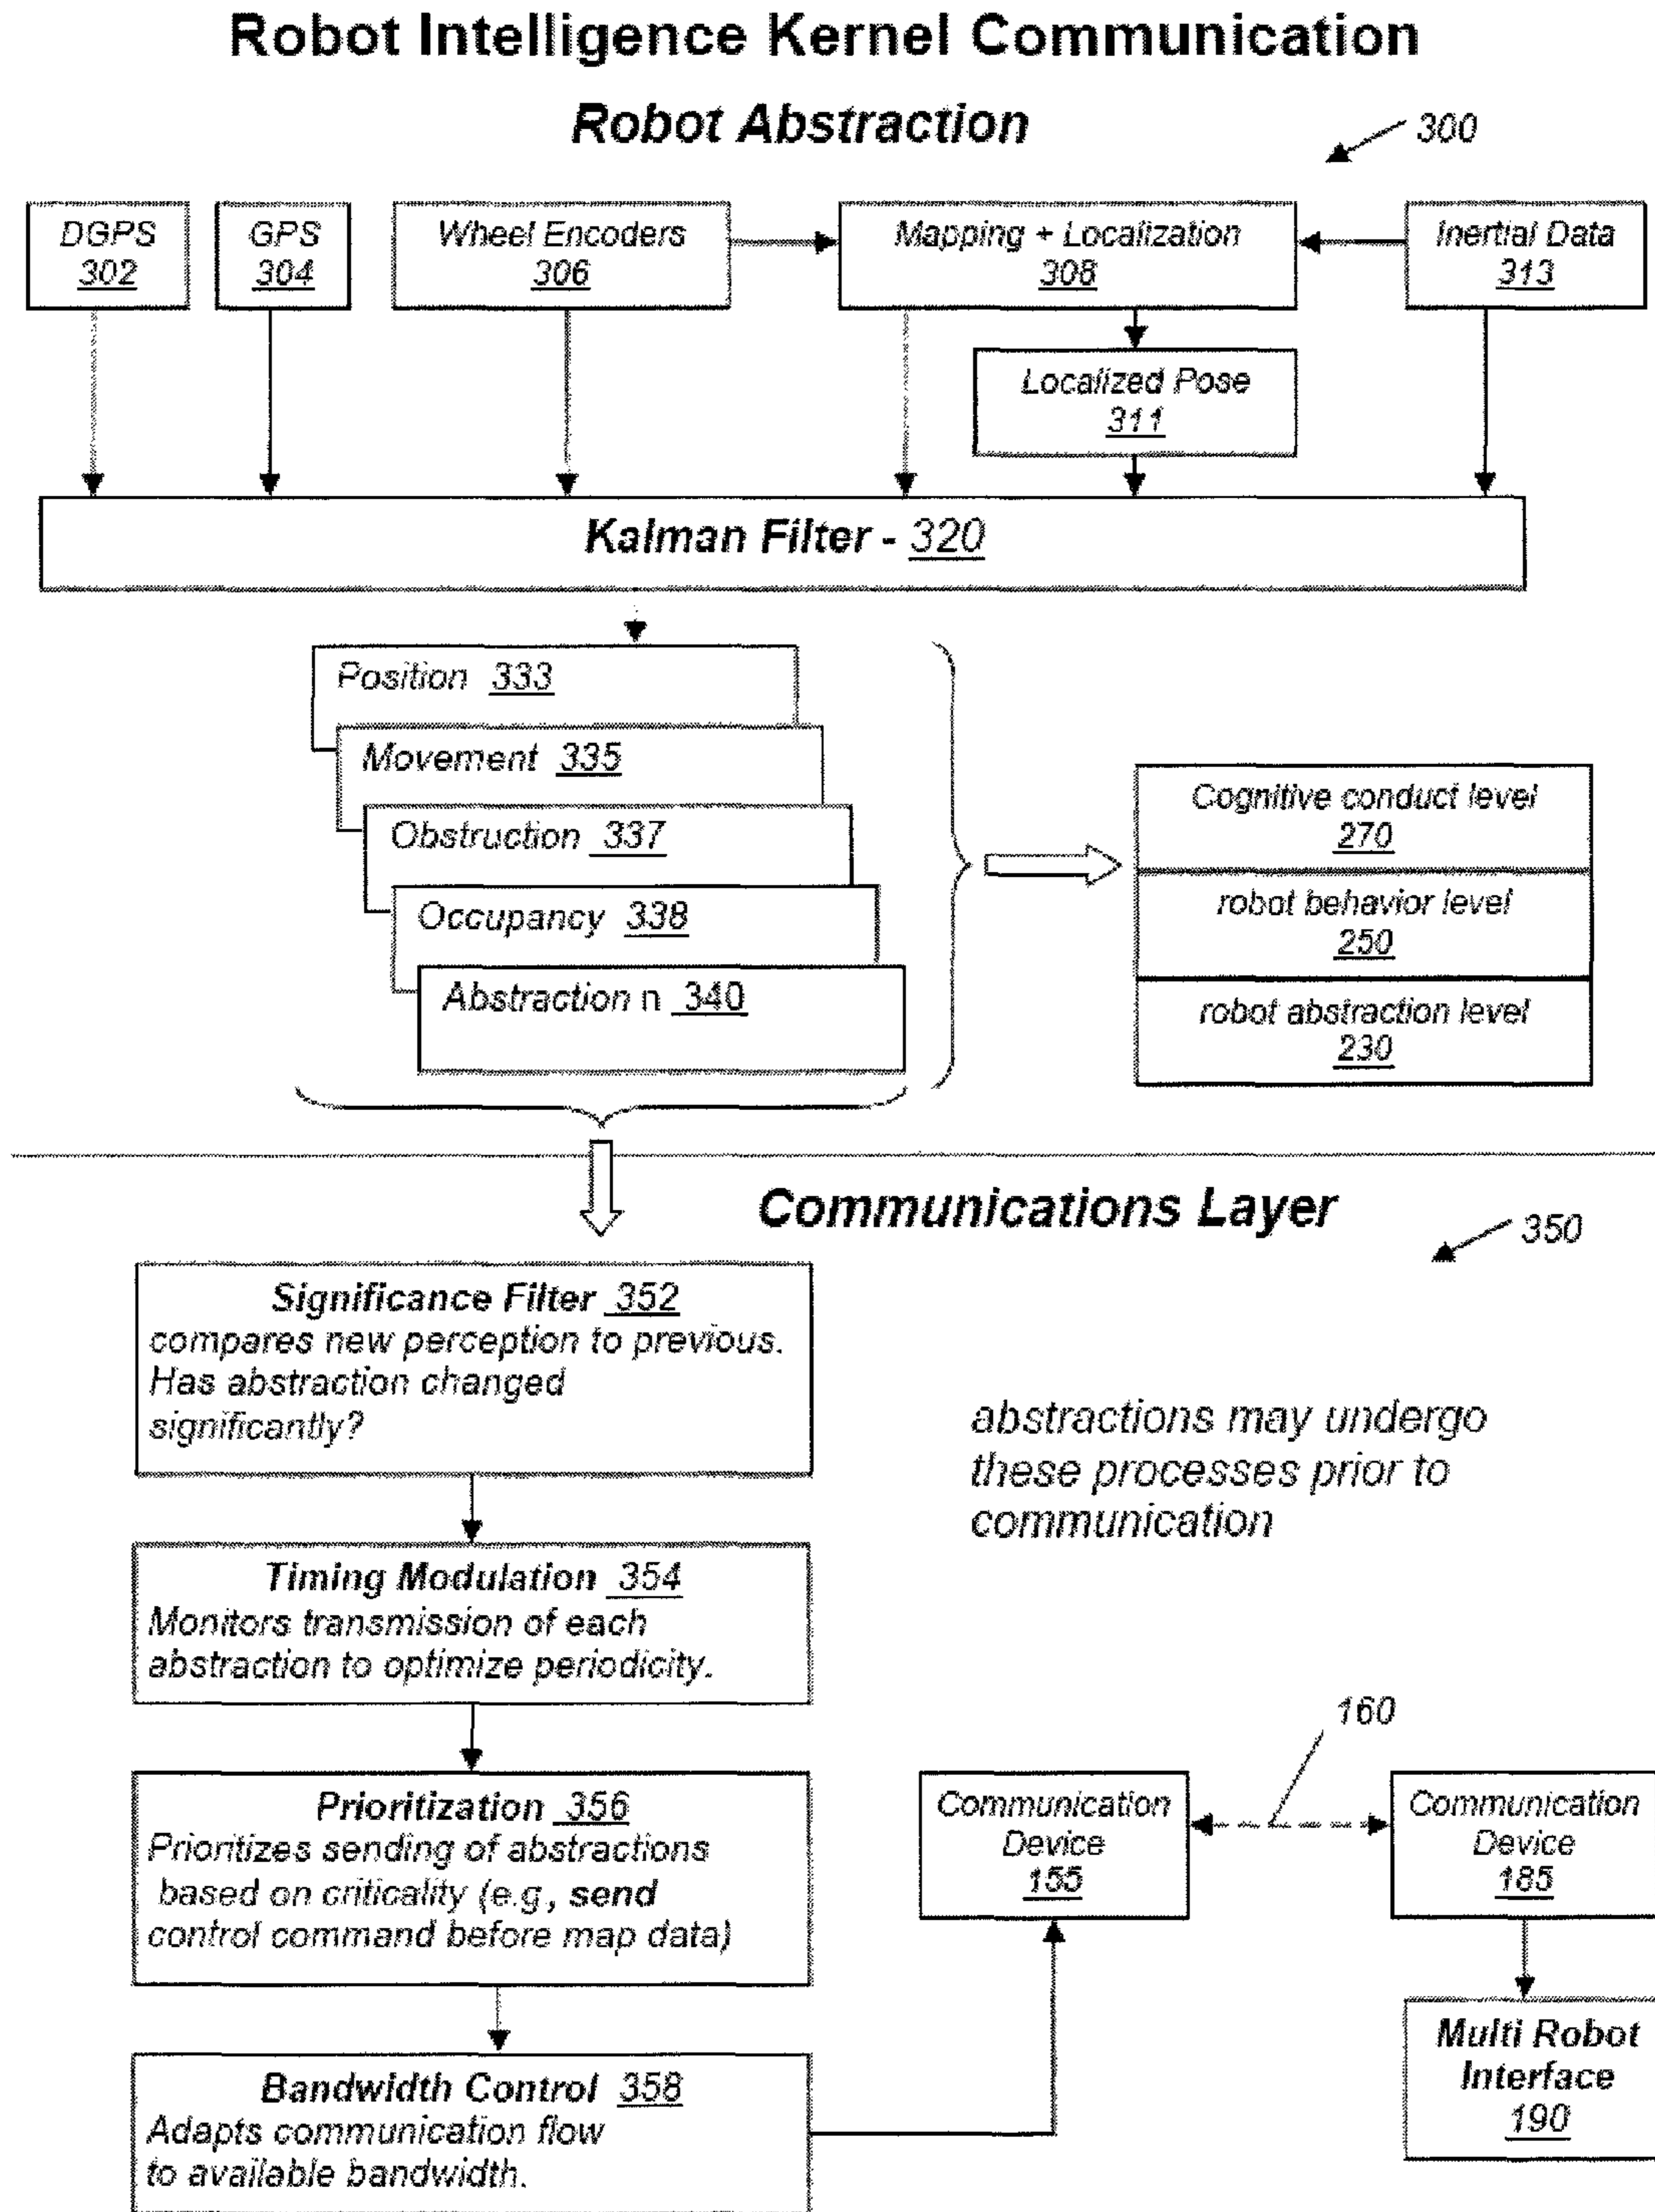 Robot Intelligence Kernel Communication
Robot Abstraction
300
DGPS
302
GPS
304
Wheel Encoders
306
Mapping + Localization
308
Inertial Data
313
Localized Pose
311
Kalman Filter - 320
Position 333
Movement 335
Obstruction 337
Occupancy 338
Abstraction n 340
Cognitive conduct level
270
robot behavior level
250
robot abstraction level
230
Communications Layer
350
Significance Filter 352
compares new perception to previous.
Has abstraction changed
significantly?
abstractions may undergo
these processes prior to
communication
Timing Modulation 354
Monitors transmission of each
abstraction to optimize periodicity.
160
Prioritization 356
Prioritizes sending of abstractions
based on criticality (e.g., send
control command before map data)
Communication
Device
155
Communication
Device
185
Multi Robot
Interface
190
Bandwidth Control 358
Adapts communication flow
to available bandwidth.